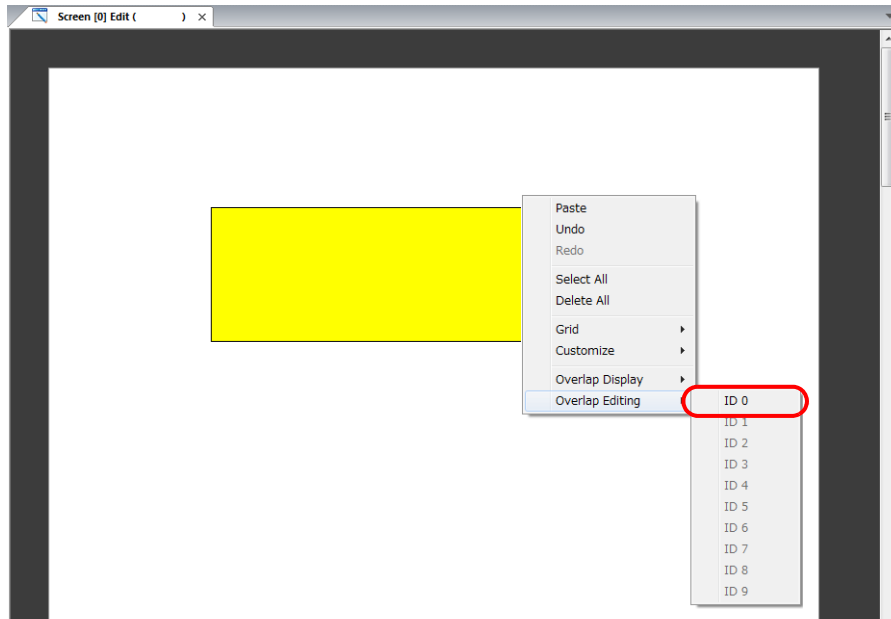 Screen [0] Edit ( )
Paste
Undo
Redo
Select All
Delete All
Grid
Customize
Overlap Display
Overlap Editing
ID 0
ID 1
ID 2
ID 3
ID 4
ID 5
ID 6
ID 7
ID 8
ID 9